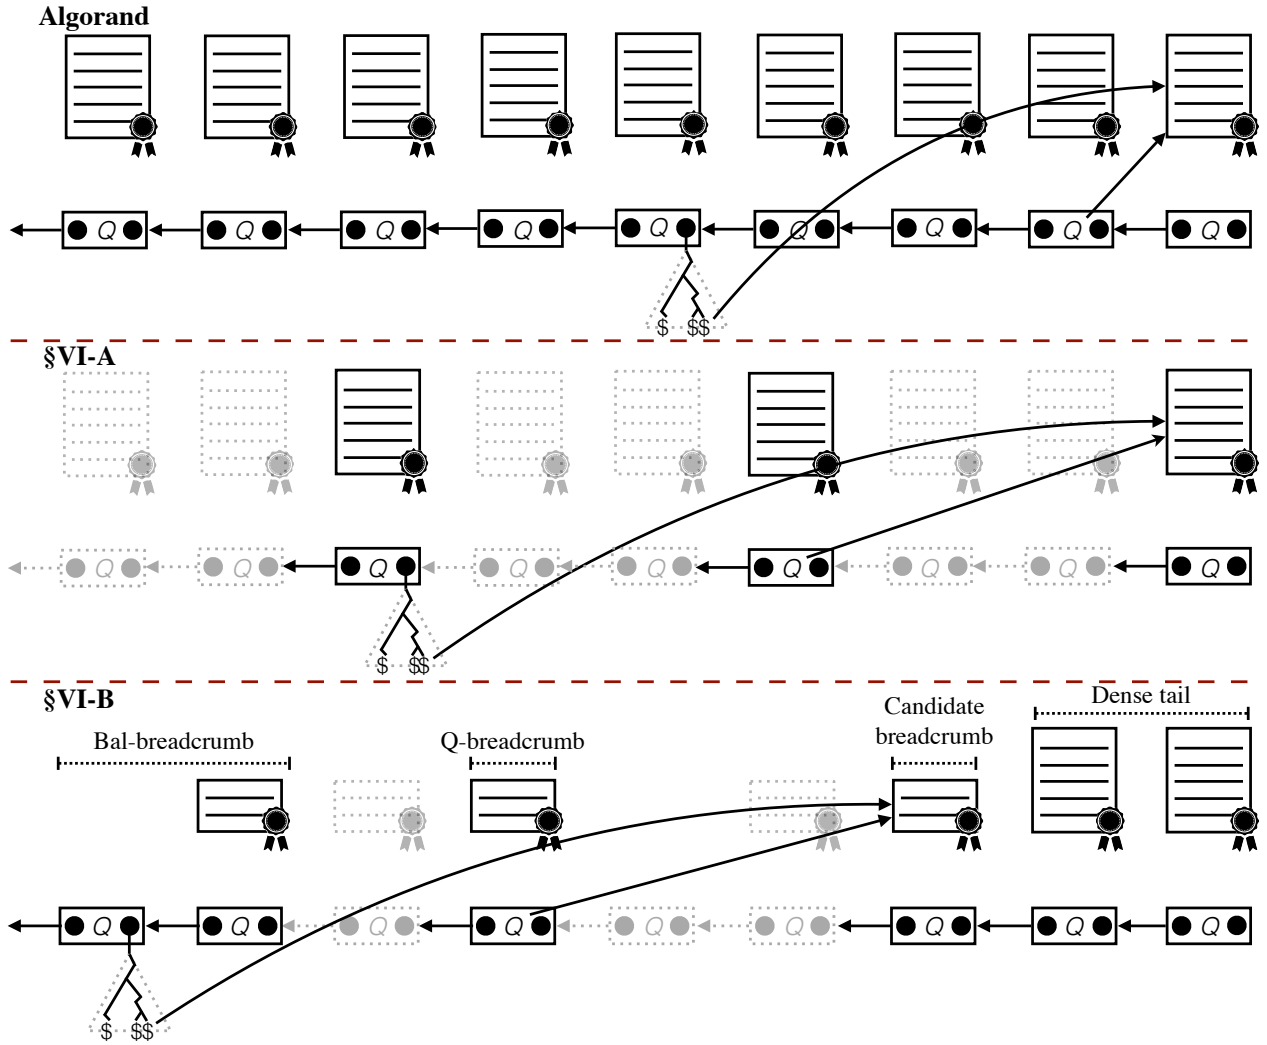 Algorand
Q Q Q Q Q Q Q Q Q
$ $$
§VI-A
Q Q Q Q Q Q Q Q Q
$ $$
§VI-B
Bal-breadcrumb Q-breadcrumb Candidate breadcrumb Dense tail
Q Q Q Q Q Q Q Q Q
$ $$